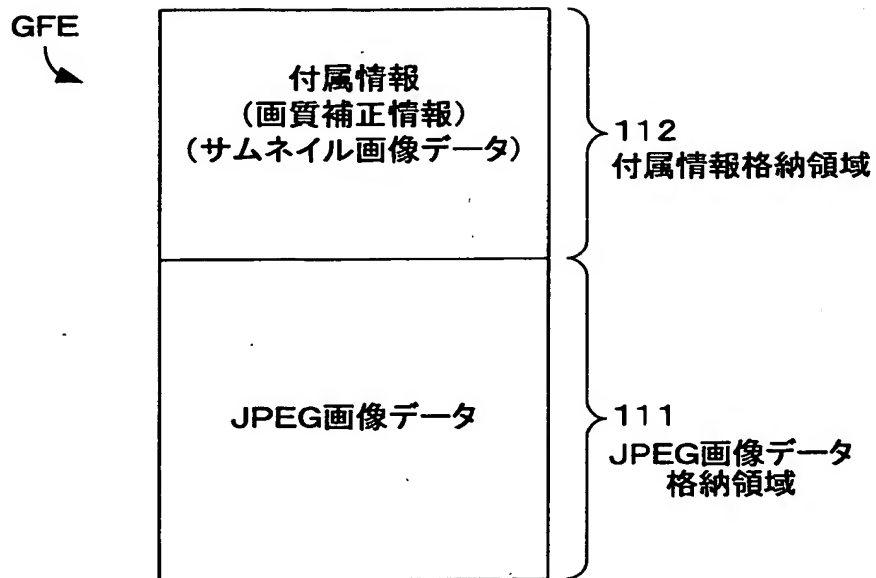 GFE
付属情報
(画質補正情報)
(サムネイル画像データ)
112
付属情報格納領域
JPEG画像データ
111
JPEG画像データ
格納領域